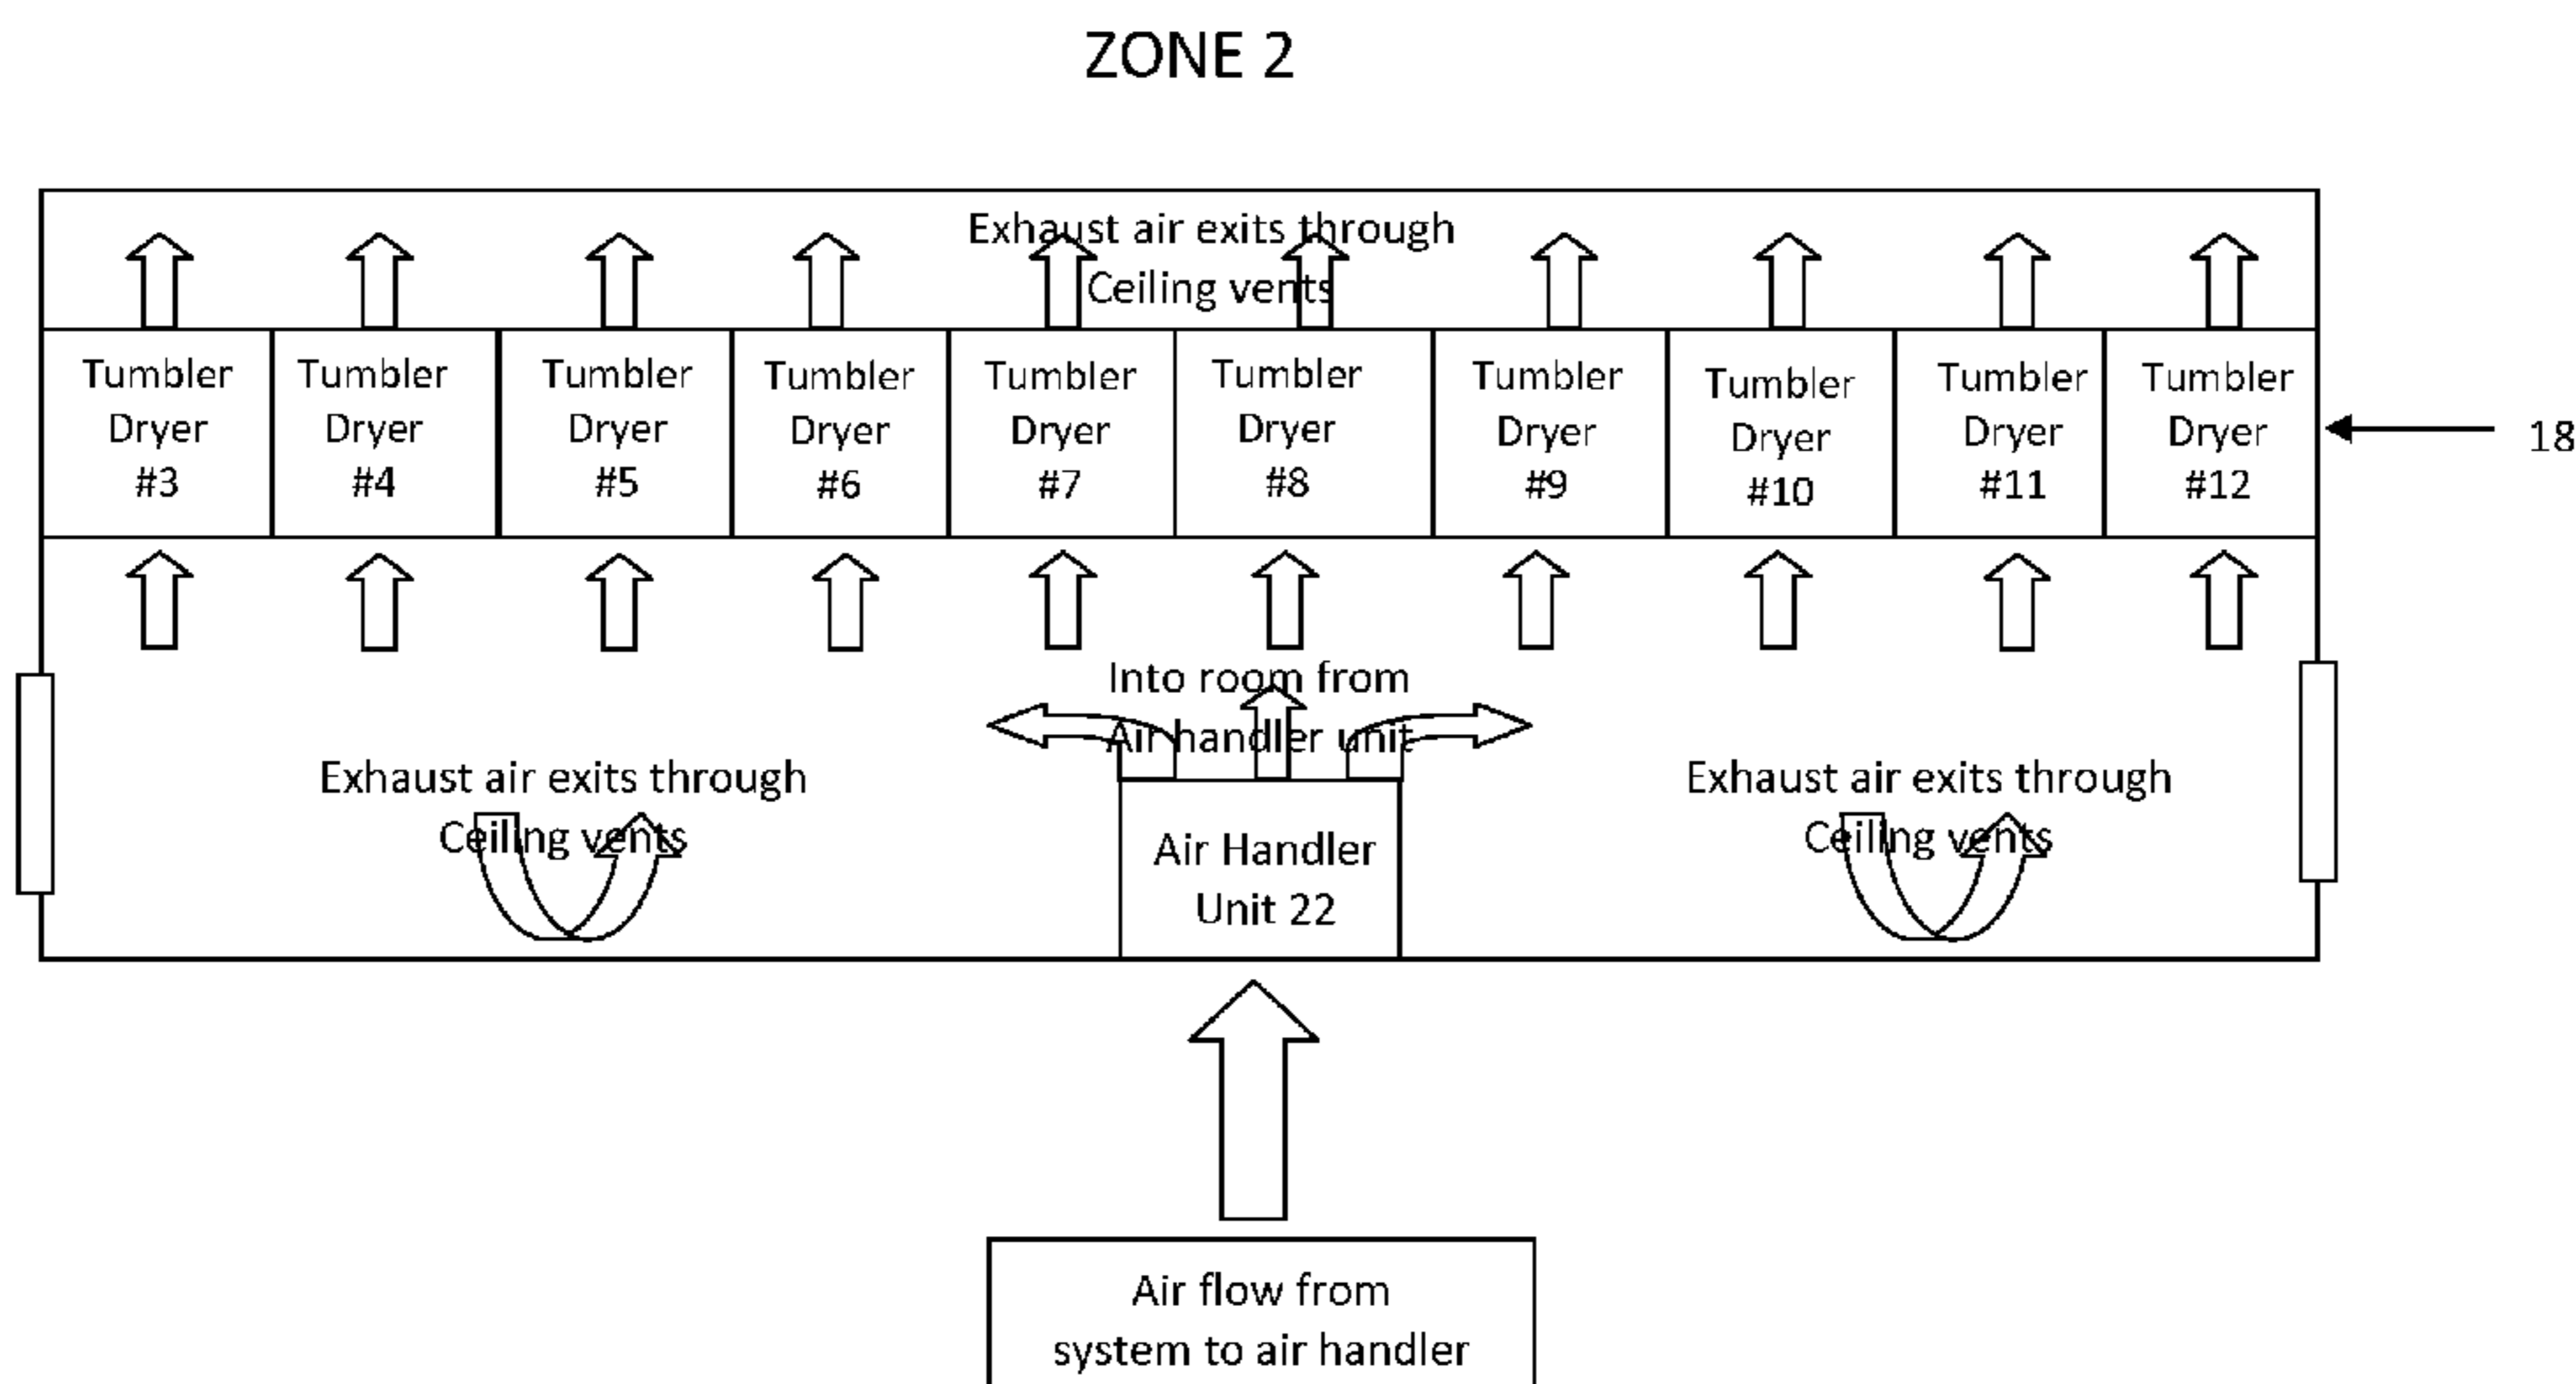 ZONE 2
Exhaust air exits through
Ceiling vents
Tumbler
Dryer
#3
Tumbler
Dryer
#4
Tumbler
Dryer
#5
Tumbler
Dryer
#6
Tumbler
Dryer
#7
Tumbler
Dryer
#8
Tumbler
Dryer
#9
Tumbler
Dryer
#10
Tumbler
Dryer
#11
Tumbler
Dryer
#12
18
Into room from
Air handler unit
Exhaust air exits through
Ceiling vents
Air Handler
Unit 22
Exhaust air exits through
Ceiling vents
Air flow from
system to air handler